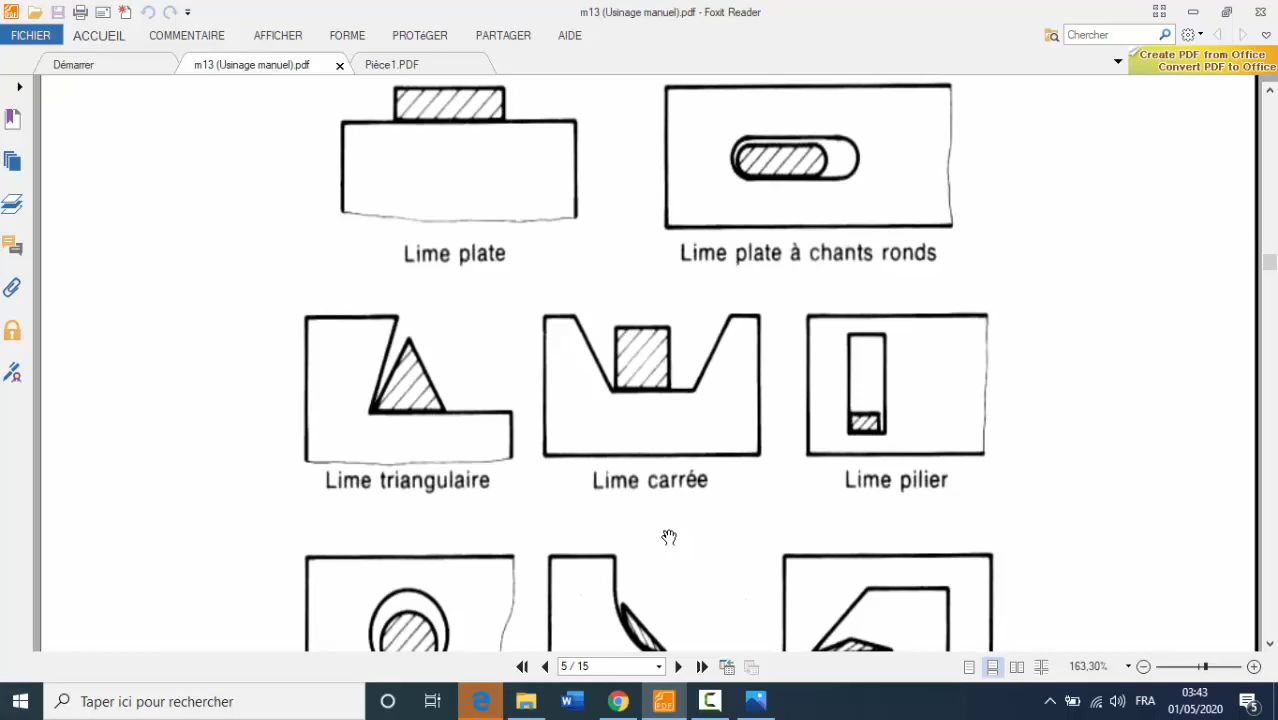 m13 (Usinage manuel).pdf - Foxit Reader
FICHIER ACCUEIL COMMENTAIRE AFFICHER FORME PROTéGER PARTAGER AIDE
Chercher
Démarrer m13 (Usinage manuel).pdf Pièce1.PDF
Create PDF from Office
Convert PDF to Office
Lime plate Lime plate à chants ronds
Lime triangulaire Lime carrée Lime pilier
5 / 15 163,30%
Taper ici pour rechercher
PDF
FRA
03:43
01/05/2020
5